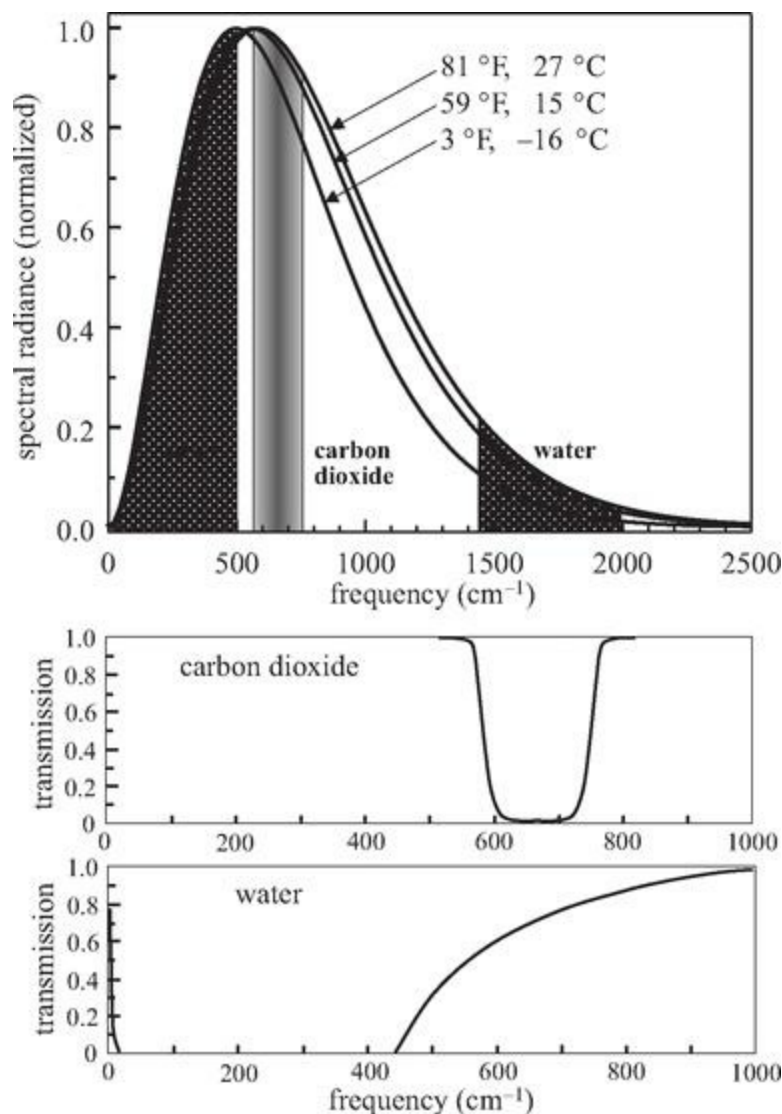 1.0
0.8
0.6
0.4
0.2
0.0
spectral radiance (normalized)
81 °F, 27 °C
59 °F, 15 °C
3 °F, –16 °C
carbon
dioxide
water
0 500 1000 1500 2000 2500
frequency (cm–1)
1.0
0.8
0.6
0.4
0.2
0
transmission
carbon dioxide
0 200 400 600 800 1000
1.0
0.8
0.6
0.4
0.2
0
transmission
water
0 200 400 600 800 1000
frequency (cm–1)